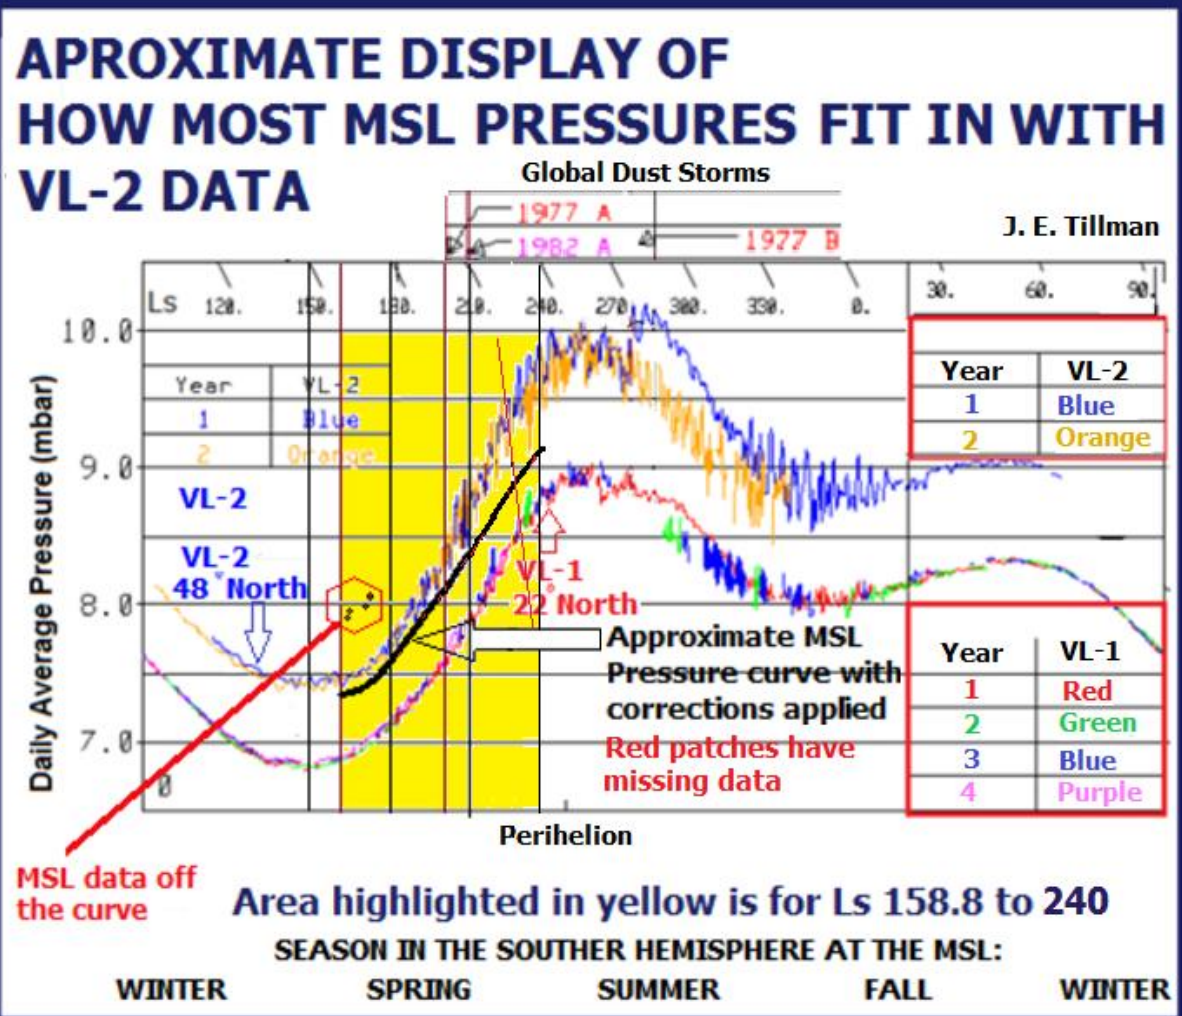 APROXIMATE DISPLAY OF
HOW MOST MSL PRESSURES FIT IN WITH
VL-2 DATA
Global Dust Storms
1977 A
1982 A
1977 B
J. E. Tillman
Ls 120. 150. 180. 210. 240. 270. 300. 330. 0. 30. 60. 90.
10.0
9.0
8.0
7.0
Daily Average Pressure (mbar)
Year VL-2
1 Blue
2 Orange
VL-2
VL-2
48° North
Year VL-2
1 Blue
2 Orange
VL-1
22° North
Approximate MSL
Pressure curve with
corrections applied
Red patches have
missing data
Year VL-1
1 Red
2 Green
3 Blue
4 Purple
0
Perihelion
MSL data off
the curve
Area highlighted in yellow is for Ls 158.8 to 240
SEASON IN THE SOUTHER HEMISPHERE AT THE MSL:
WINTER SPRING SUMMER FALL WINTER